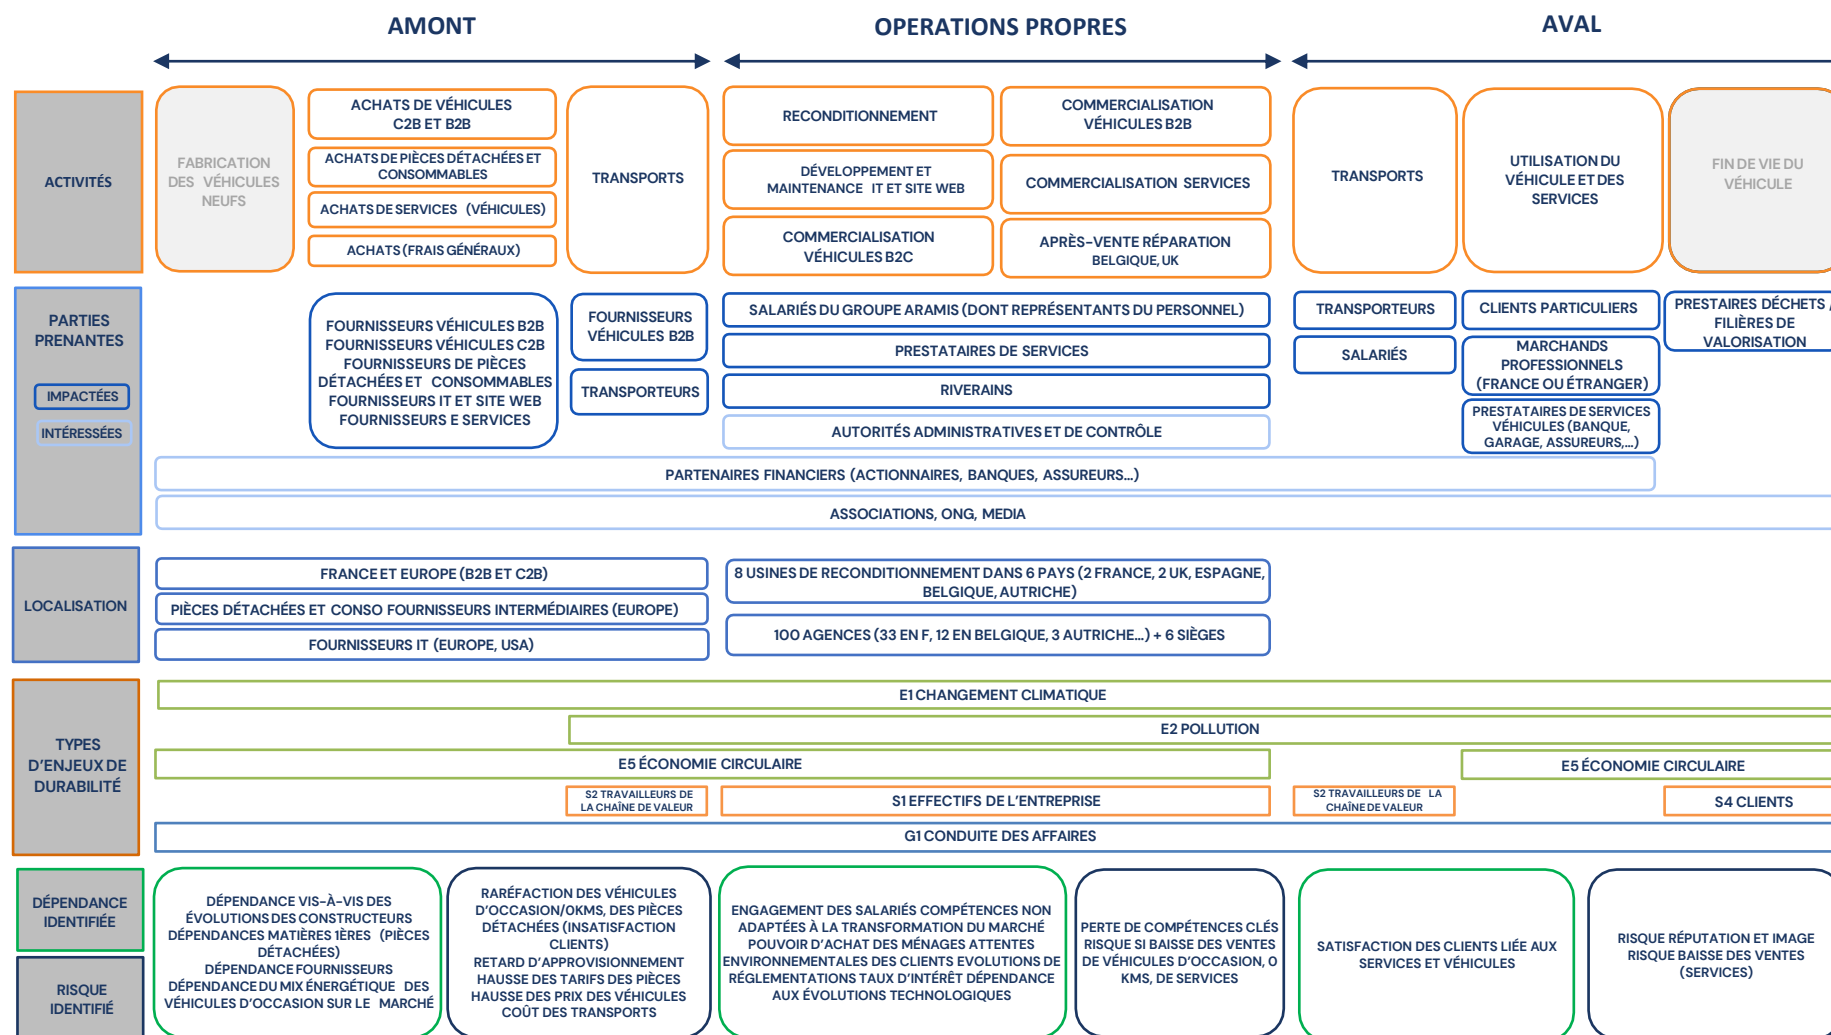 AMONT
OPERATIONS PROPRES
AVAL
ACTIVITÉS
FABRICATION
DES VÉHICULES
NEUFS
ACHATS DE VÉHICULES
C2B ET B2B
ACHATS DE PIÈCES DÉTACHÉES ET
CONSOMMABLES
ACHATS DE SERVICES (VÉHICULES)
ACHATS (FRAIS GÉNÉRAUX)
TRANSPORTS
RECONDITIONNEMENT
COMMERCIALISATION
VÉHICULES B2B
DÉVELOPPEMENT ET
MAINTENANCE IT ET SITE WEB
COMMERCIALISATION SERVICES
COMMERCIALISATION
VÉHICULES B2C
APRÈS-VENTE RÉPARATION
BELGIQUE, UK
TRANSPORTS
UTILISATION DU
VÉHICULE ET DES
SERVICES
FIN DE VIE DU
VÉHICULE
PARTIES
PRENANTES
IMPACTÉES
INTÉRESSÉES
FOURNISSEURS VÉHICULES B2B
FOURNISSEURS VÉHICULES C2B
FOURNISSEURS DE PIÈCES
DÉTACHÉES ET CONSOMMABLES
FOURNISSEURS IT ET SITE WEB
FOURNISSEURS E SERVICES
FOURNISSEURS
VÉHICULES B2B
TRANSPORTEURS
SALARIÉS DU GROUPE ARAMIS (DONT REPRÉSENTANTS DU PERSONNEL)
PRESTATAIRES DE SERVICES
RIVERAINS
AUTORITÉS ADMINISTRATIVES ET DE CONTRÔLE
TRANSPORTEURS
SALARIÉS
CLIENTS PARTICULIERS
MARCHANDS
PROFESSIONNELS
(FRANCE OU ÉTRANGER)
PRESTATAIRES DE SERVICES
VÉHICULES (BANQUE,
GARAGE, ASSUREURS,...)
PRESTAIRES DÉCHETS /
FILIÈRES DE
VALORISATION
PARTENAIRES FINANCIERS (ACTIONNAIRES, BANQUES, ASSUREURS...)
ASSOCIATIONS, ONG, MEDIA
LOCALISATION
FRANCE ET EUROPE (B2B ET C2B)
PIÈCES DÉTACHÉES ET CONSO FOURNISSEURS INTERMÉDIAIRES (EUROPE)
FOURNISSEURS IT (EUROPE, USA)
8 USINES DE RECONDITIONNEMENT DANS 6 PAYS (2 FRANCE, 2 UK, ESPAGNE,
BELGIQUE, AUTRICHE)
100 AGENCES (33 EN F, 12 EN BELGIQUE, 3 AUTRICHE...) + 6 SIÈGES
TYPES
D'ENJEUX DE
DURABILITÉ
E1 CHANGEMENT CLIMATIQUE
E2 POLLUTION
E5 ÉCONOMIE CIRCULAIRE
E5 ÉCONOMIE CIRCULAIRE
S2 TRAVAILLEURS DE
LA CHAÎNE DE VALEUR
S1 EFFECTIFS DE L'ENTREPRISE
S2 TRAVAILLEURS DE LA
CHAÎNE DE VALEUR
S4 CLIENTS
G1 CONDUITE DES AFFAIRES
DÉPENDANCE
IDENTIFIÉE
RISQUE
IDENTIFIÉ
DÉPENDANCE VIS-À-VIS DES
ÉVOLUTIONS DES CONSTRUCTEURS
DÉPENDANCES MATIÈRES 1ÈRES (PIÈCES
DÉTACHÉES)
DÉPENDANCE FOURNISSEURS
DÉPENDANCE DU MIX ÉNERGÉTIQUE DES
VÉHICULES D'OCCASION SUR LE MARCHÉ
RARÉFACTION DES VÉHICULES
D'OCCASION/0KMS, DES PIÈCES
DÉTACHÉES (INSATISFACTION
CLIENTS)
RETARD D'APPROVISIONNEMENT
HAUSSE DES TARIFS DES PIÈCES
HAUSSE DES PRIX DES VÉHICULES
COÛT DES TRANSPORTS
ENGAGEMENT DES SALARIÉS COMPÉTENCES NON
ADAPTÉES À LA TRANSFORMATION DU MARCHÉ
POUVOIR D'ACHAT DES MÉNAGES ATTENTES
ENVIRONNEMENTALES DES CLIENTS EVOLUTIONS DE
RÉGLEMENTATIONS TAUX D'INTÉRÊT DÉPENDANCE
AUX ÉVOLUTIONS TECHNOLOGIQUES
PERTE DE COMPÉTENCES CLÉS
RISQUE SI BAISSE DES VENTES
DE VÉHICULES D'OCCASION, 0
KMS, DE SERVICES
SATISFACTION DES CLIENTS LIÉE AUX
SERVICES ET VÉHICULES
RISQUE RÉPUTATION ET IMAGE
RISQUE BAISSE DES VENTES
(SERVICES)